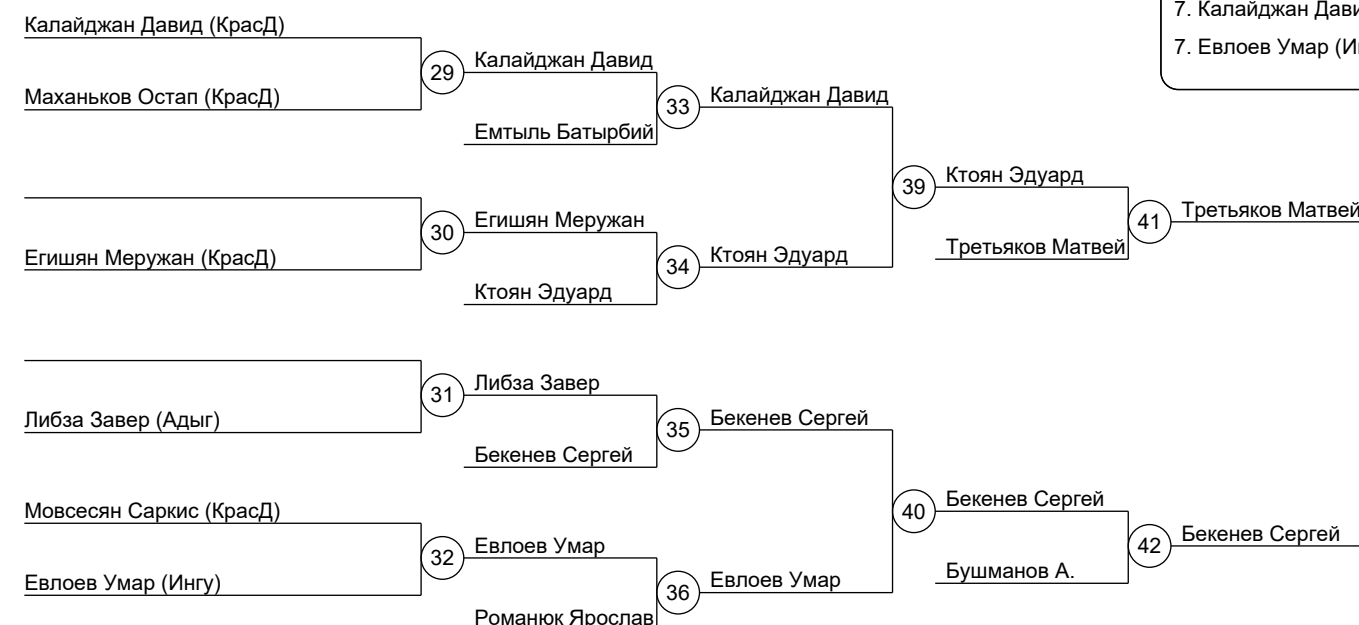 7. Калайджан
7. Евлоев Умар
Калайджан Давид (КрасД)
29
Калайджан Давид
Маханьков Остап (КрасД)
33
Калайджан Давид
Емтыль Батырбий
39
Ктоян Эдуард
30
Егишян Меружан
Егишян Меружан (КрасД)
34
Ктоян Эдуард
Ктоян Эдуард
41
Третьяков Матвей
Третьяков Матвей
31
Либза Завер
Либза Завер (Адыг)
35
Бекенев Сергей
Бекенев Сергей
40
Бекенев Сергей
Мовсесян Саркис (КрасД)
32
Евлоев Умар
Евлоев Умар (Ингу)
36
Евлоев Умар
Романюк Ярослав
42
Бекенев Сергей
Бушманов А.